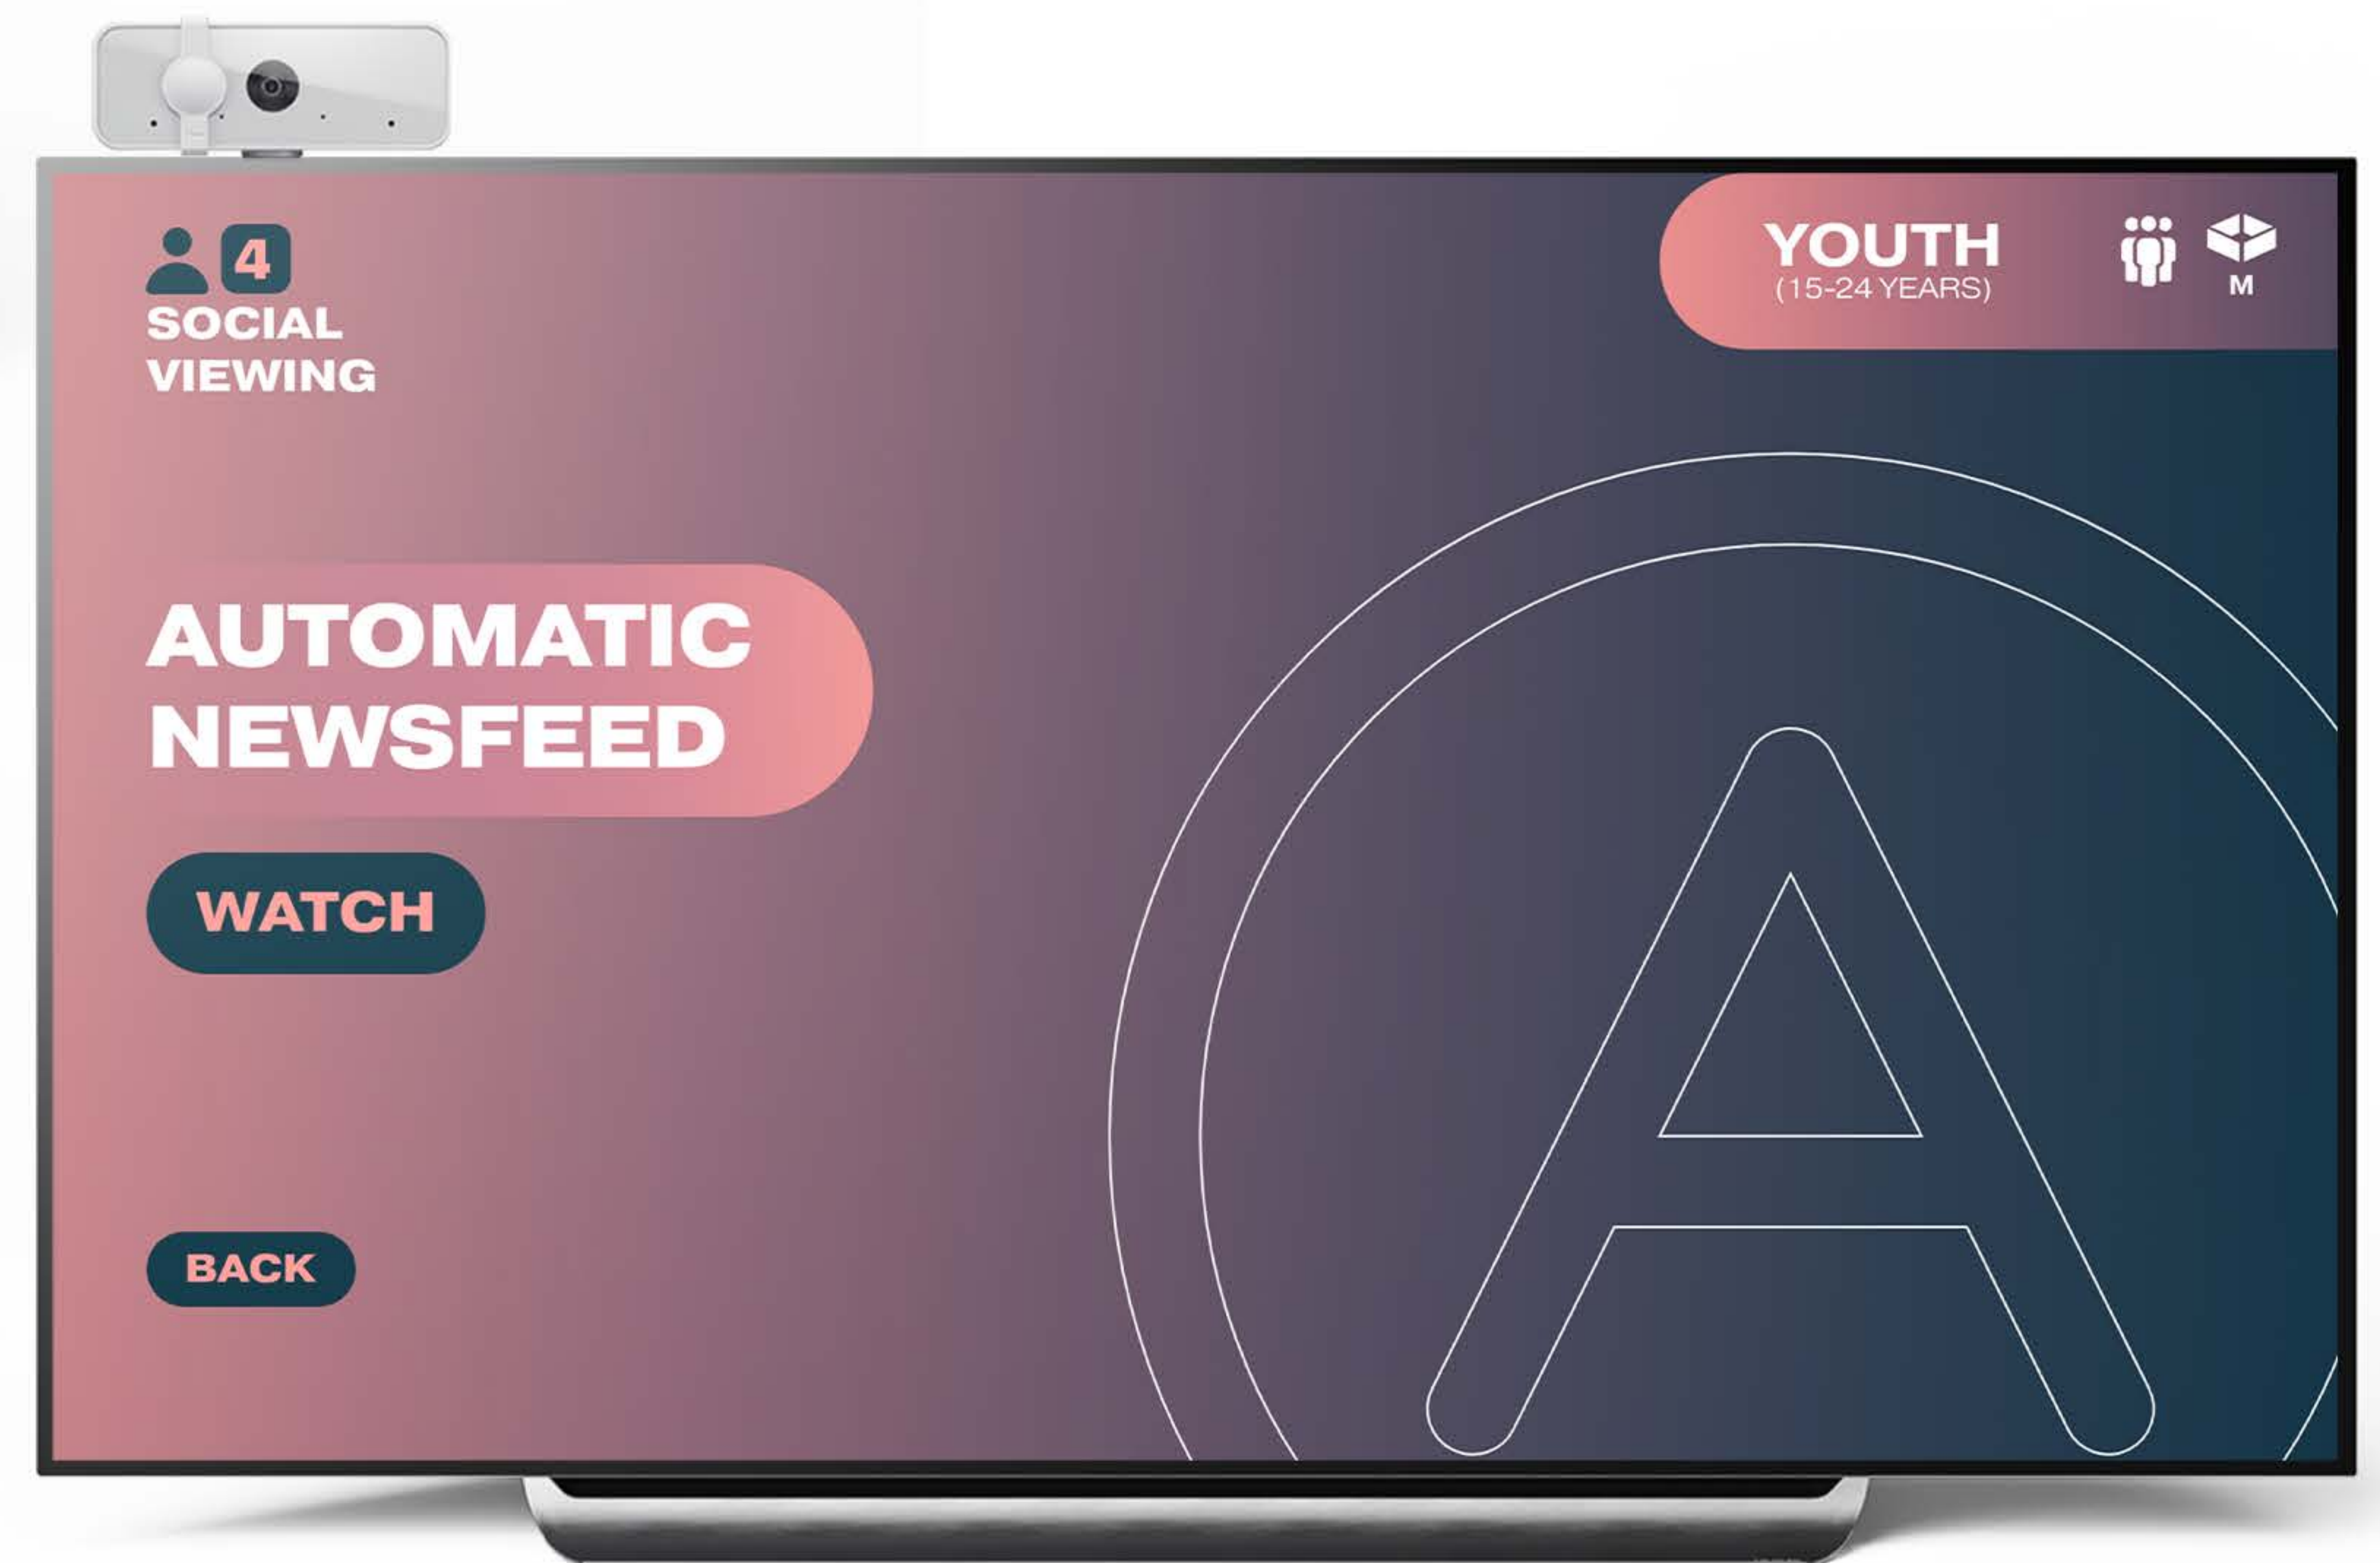 4
SOCIAL
VIEWING
YOUTH
(15-24 YEARS)
M
AUTOMATIC
NEWSFEED
WATCH
BACK
A